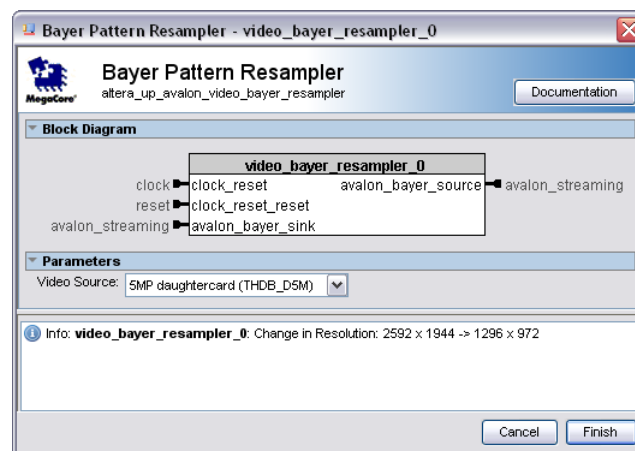 Bayer Pattern Resampler - video_bayer_resampler_0
Bayer Pattern Resampler
MegaCore®
altera_up_avalon_video_bayer_resampler
Documentation
Block Diagram
video_bayer_resampler_0
clock clock_reset avalon_bayer_source avalon_streaming
reset clock_reset_reset
avalon_streaming avalon_bayer_sink
Parameters
Video Source: 5MP daughtercard (THDB_D5M)
Info: video_bayer_resampler_0: Change in Resolution: 2592 x 1944 -> 1296 x 972
Cancel Finish